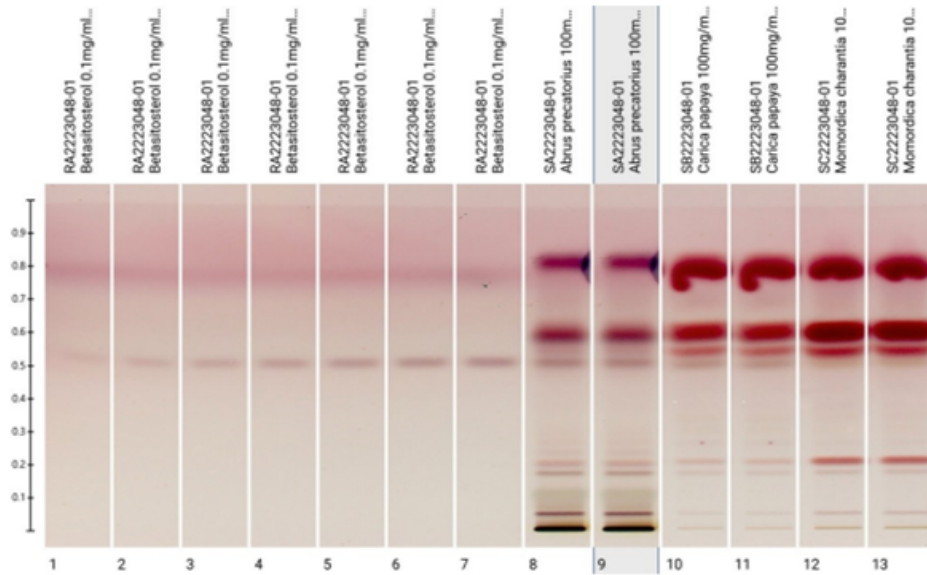 RA2223048-01
Betasitosterol 0.1mg/ml...
RA2223048-01
Betasitosterol 0.1mg/ml...
RA2223048-01
Betasitosterol 0.1mg/ml...
RA2223048-01
Betasitosterol 0.1mg/ml...
RA2223048-01
Betasitosterol 0.1mg/ml...
RA2223048-01
Betasitosterol 0.1mg/ml...
RA2223048-01
Betasitosterol 0.1mg/ml...
SA2223048-01
Abrus precatorius 100m...
SA2223048-01
Abrus precatorius 100m...
SB2223048-01
Carica papaya 100mg/m...
SB2223048-01
Carica papaya 100mg/m...
SC2223048-01
Momordica charantia 10...
SC2223048-01
Momordica charantia 10...
0.9
0.8
0.7
0.6
0.5
0.4
0.3
0.2
0.1
1 2 3 4 5 6 7 8 9 10 11 12 13